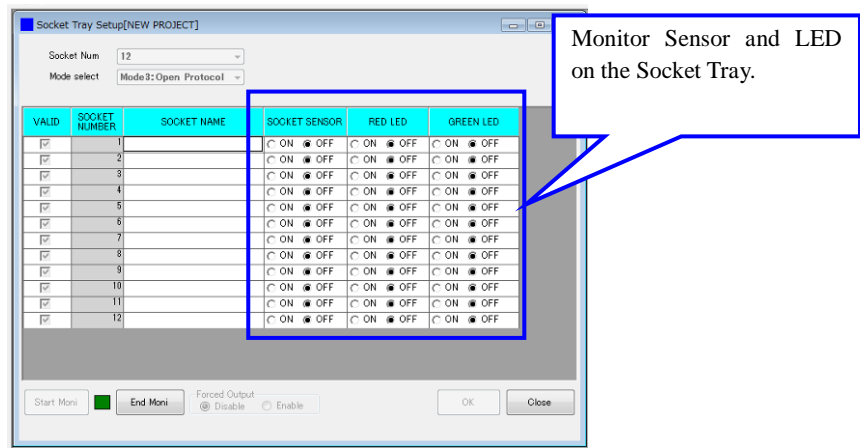 Socket Tray Setup[NEW PROJECT]
Monitor Sensor and LED
on the Socket Tray.
Socket Num 12
Mode select Mode3:Open Protocol
VALID SOCKET NUMBER SOCKET NAME SOCKET SENSOR RED LED GREEN LED
1 ON OFF ON OFF ON OFF
2 ON OFF ON OFF ON OFF
3 ON OFF ON OFF ON OFF
4 ON OFF ON OFF ON OFF
5 ON OFF ON OFF ON OFF
6 ON OFF ON OFF ON OFF
7 ON OFF ON OFF ON OFF
8 ON OFF ON OFF ON OFF
9 ON OFF ON OFF ON OFF
10 ON OFF ON OFF ON OFF
11 ON OFF ON OFF ON OFF
12 ON OFF ON OFF ON OFF
Forced Output
Start Moni End Moni Disable Enable OK Close